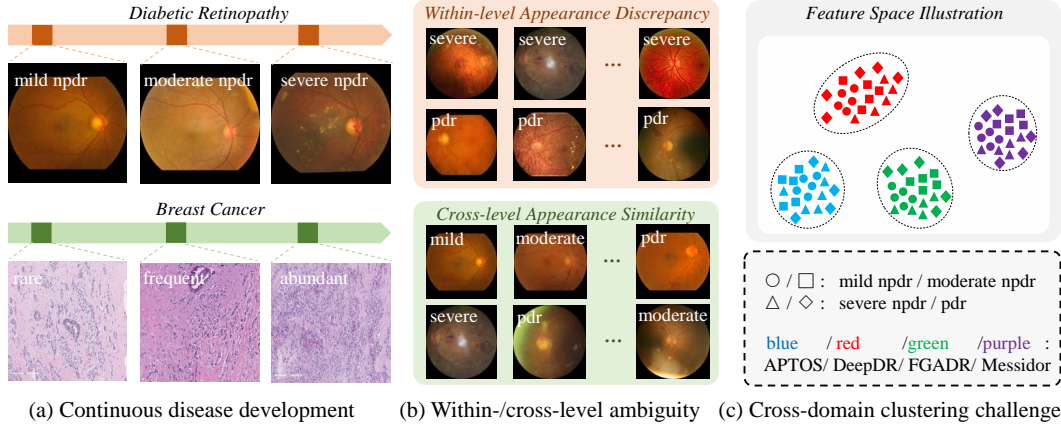 Diabetic Retinopathy
mild npdr
moderate npdr
severe npdr
Breast Cancer
rare
frequent
abundant
(a) Continuous disease development
Within-level Appearance Discrepancy
severe
severe
...
severe
pdr
pdr
...
pdr
Cross-level Appearance Similarity
mild
moderate
...
pdr
severe
pdr
...
moderate
(b) Within-/cross-level ambiguity
Feature Space Illustration
○ / □ : mild npdr / moderate npdr
△ / ◇ : severe npdr / pdr
blue / red /green /purple :
APTOS/ DeepDR/ FGADR/ Messidor
(c) Cross-domain clustering challenge